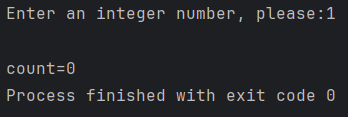 Enter an integer number, please:1
count=0
Process finished with exit code 0